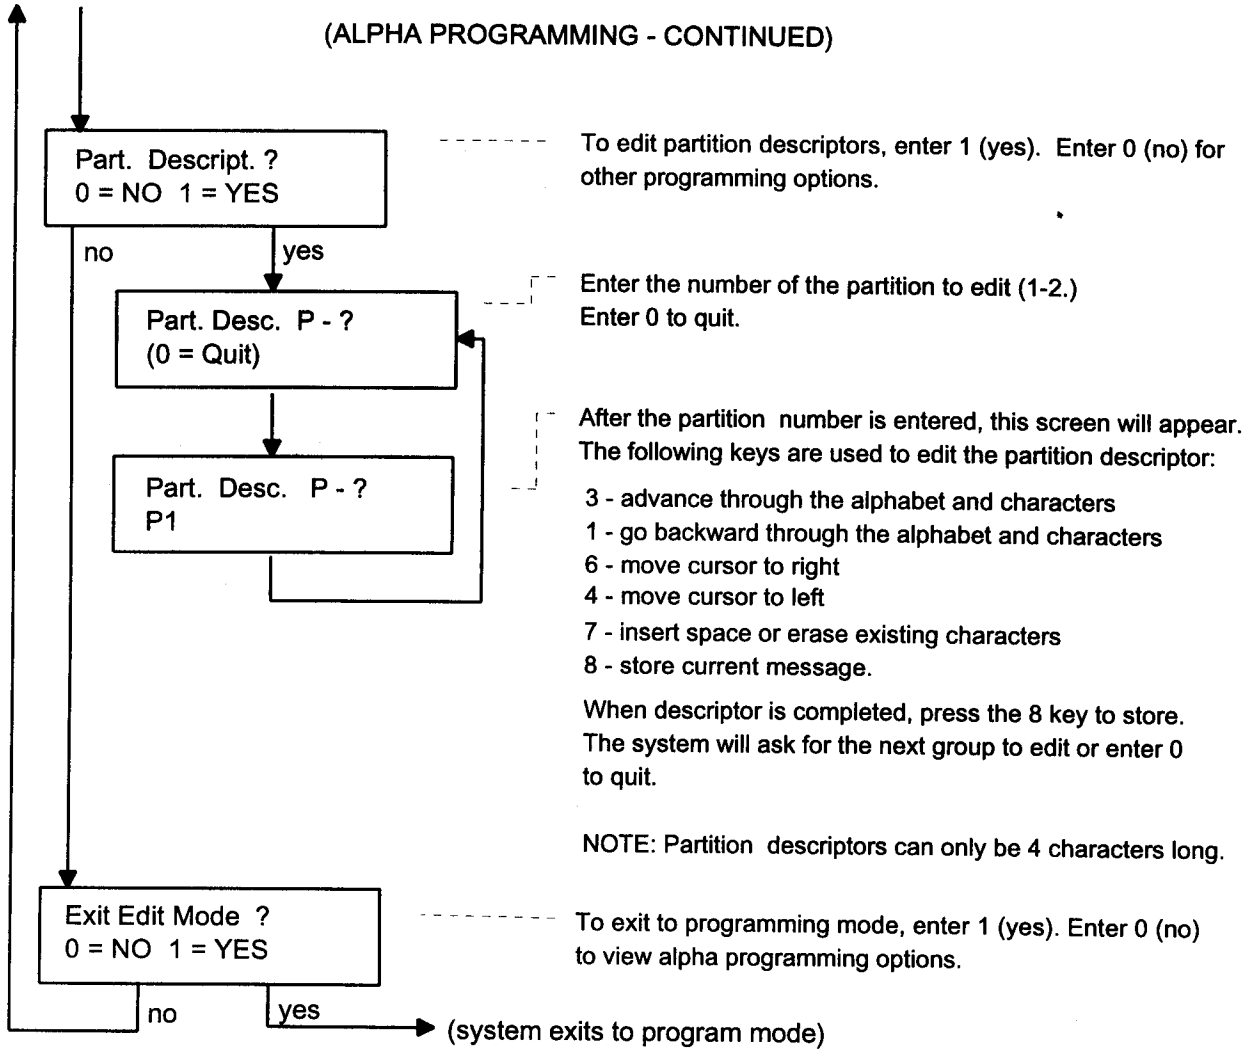 (ALPHA PROGRAMMING - CONTINUED)
Part. Descript. ?
0 = NO 1 = YES
To edit partition descriptors, enter 1 (yes). Enter 0 (no) for
other programming options.
no
yes
Part. Desc. P - ?
(0 = Quit)
Enter the number of the partition to edit (1-2.)
Enter 0 to quit.
Part. Desc. P - ?
P1
After the partition number is entered, this screen will appear.
The following keys are used to edit the partition descriptor:
3 - advance through the alphabet and characters
1 - go backward through the alphabet and characters
6 - move cursor to right
4 - move cursor to left
7 - insert space or erase existing characters
8 - store current message.
When descriptor is completed, press the 8 key to store.
The system will ask for the next group to edit or enter 0
to quit.
NOTE: Partition descriptors can only be 4 characters long.
Exit Edit Mode ?
0 = NO 1 = YES
To exit to programming mode, enter 1 (yes). Enter 0 (no)
to view alpha programming options.
no
yes
(system exits to program mode)